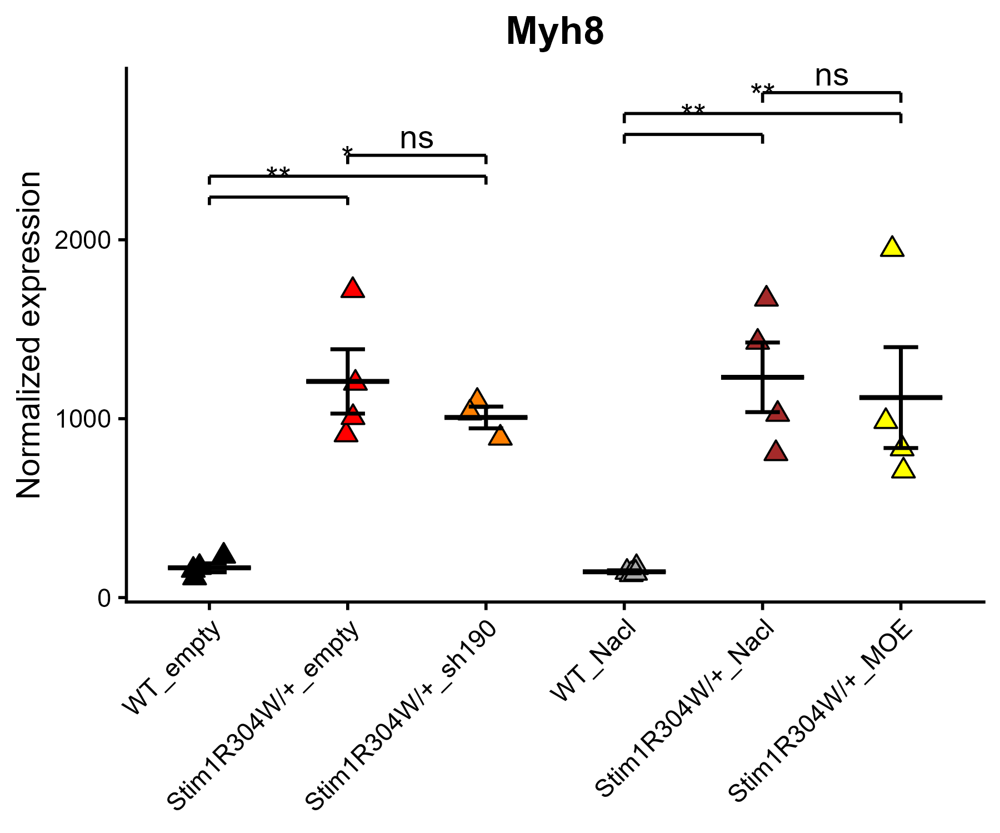 Myh8
ns
**
**
ns
*
**
Normalized expression
2000
1000
0
WT_empty
Stim1R304W/+_empty
Stim1R304W/+_sh190
WT_Nacl
Stim1R304W/+_Nacl
Stim1R304W/+_MOE